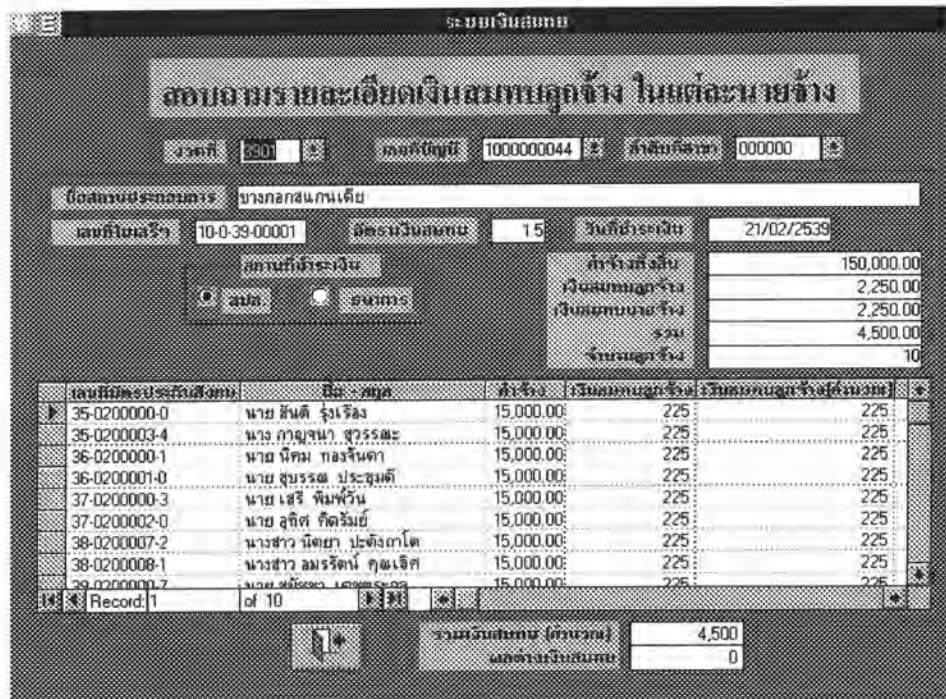 ระบบเงินสมทบ
สอบถามรายละเอียดเงินสมทบลูกจ้าง ในแต่ละนายจ้าง
งวดที่ 3901 เลขที่บัญชี 1000000044 ลำดับที่สาขา 000000
ชื่อสถานประกอบการ บางกอกสแกนเดีย
เลขที่ใบเสร็จฯ 10-0-39-00001 อัตราเงินสมทบ 1.5 วันที่ชำระเงิน 21/02/2539
สถานที่ชำระเงิน
สปส. ธนาคาร
ค่าจ้างทั้งสิ้น 150,000.00
เงินสมทบลูกจ้าง 2,250.00
เงินสมทบนายจ้าง 2,250.00
รวม 4,500.00
จำนวนลูกจ้าง 10
เลขที่บัตรประกันสังคม ชื่อ - สกุล ค่าจ้าง เงินสมทบลูกจ้าง เงินสมทบลูกจ้าง(คำนวณ)
35-0200000-0 นาย สันติ รุ่งเรือง 15,000.00 225 225
35-0200003-4 นาง กาญจนา สุวรรณะ 15,000.00 225 225
36-0200000-1 นาย นิคม ทองจินดา 15,000.00 225 225
36-0200001-0 นาย สุบรรณ ประชุมดี 15,000.00 225 225
37-0200000-3 นาย เสรี พิมพ์วัน 15,000.00 225 225
37-0200002-0 นาย สุทิศ กิตรัมย์ 15,000.00 225 225
38-0200007-2 นางสาว นิตยา ปะตังถาโต 15,000.00 225 225
38-0200008-1 นางสาว อมรรัตน์ คุณเจิศ 15,000.00 225 225
39-0200000-7 นาย 15,000.00 225 225
Record: 1 of 10
รวมเงินสมทบ (คำนวณ) 4,500
ผลต่างเงินสมทบ 0